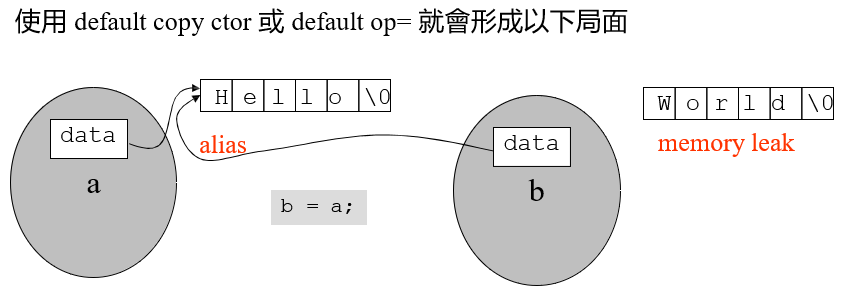 使用 default copy ctor 或 default op= 就會形成以下局面
H e l l o \0
W o r l d \0
data
data
alias
memory leak
a
b
b = a;